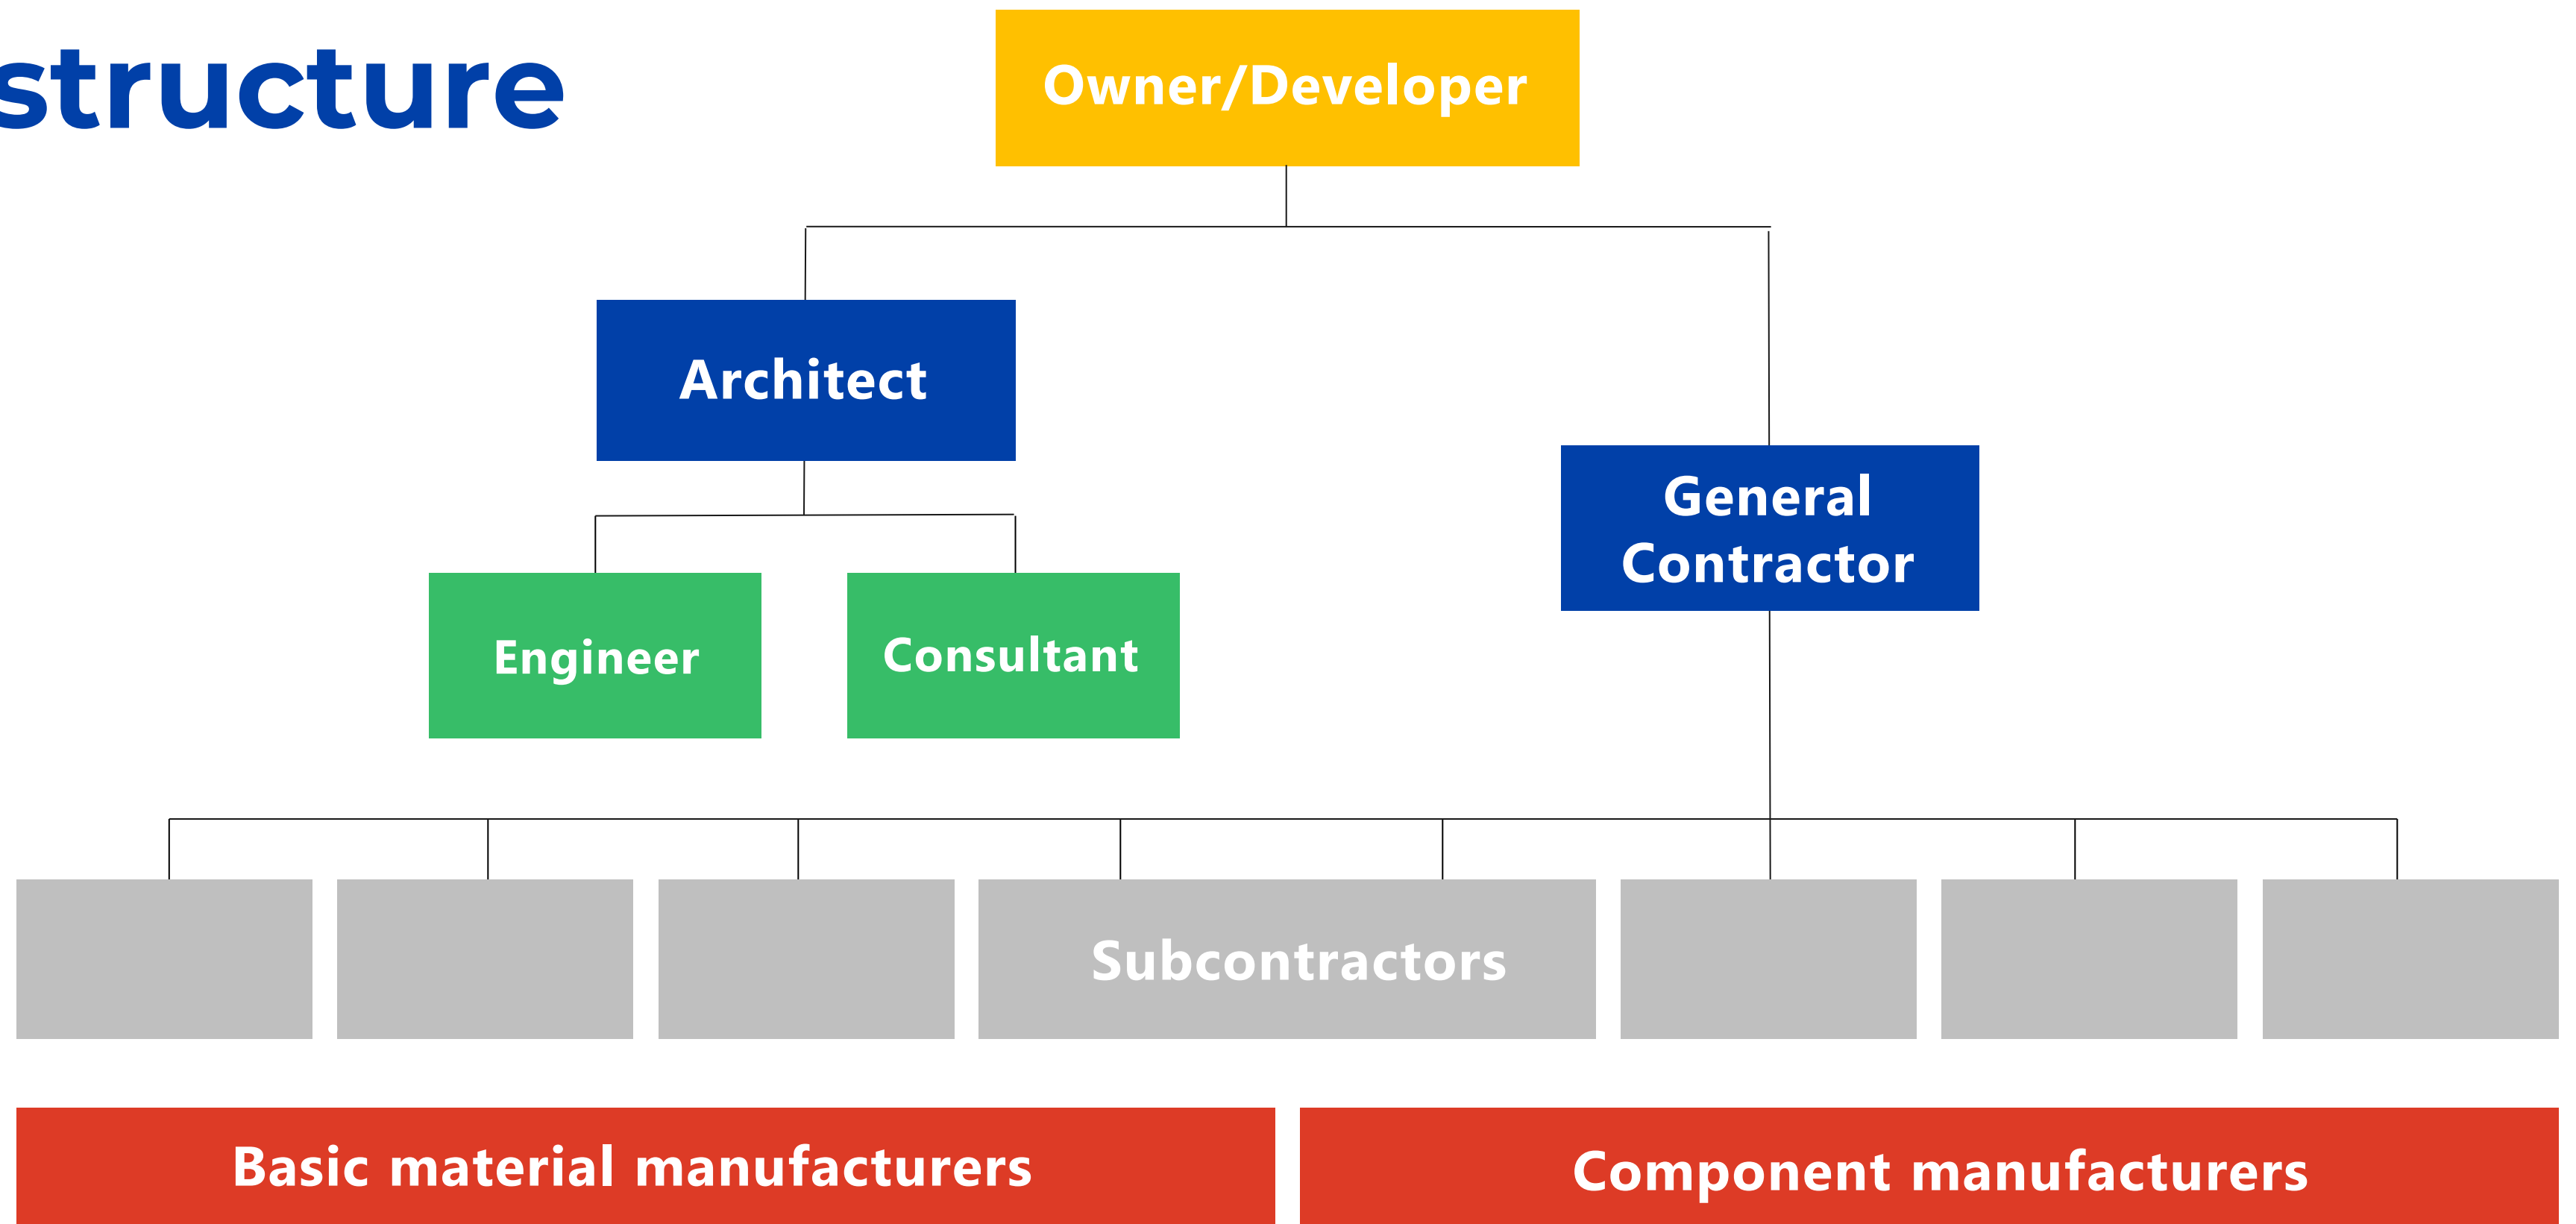 structure
Owner/Developer
Architect
General
Contractor
Engineer
Consultant
Subcontractors
Basic material manufacturers
Component manufacturers